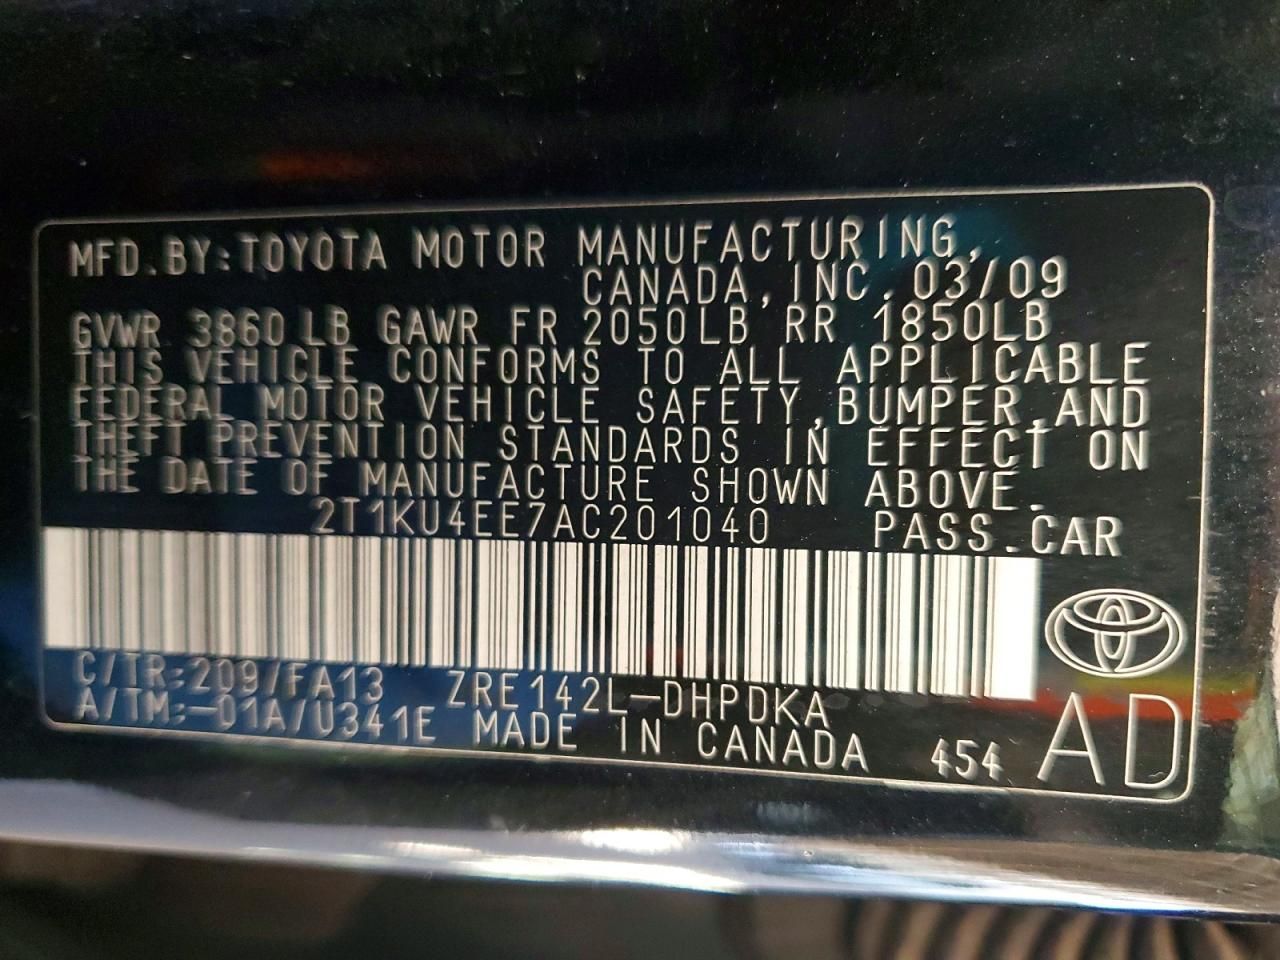 MFD.BY:TOYOTA MOTOR MANUFACTURING,
CANADA,INC. 03/09
GVWR 3860LB GAWR FR 2050LB RR 1850LB
THIS VEHICLE CONFORMS TO ALL APPLICABLE
FEDERAL MOTOR VEHICLE SAFETY,BUMPER,AND
THEFT PREVENTION STANDARDS IN EFFECT ON
THE DATE OF MANUFACTURE SHOWN ABOVE.
2T1KU4EE7AC201040 PASS.CAR
C/TR:209/FA13 ZRE142L-DHPDKA
A/TM:-01A/U341E MADE IN CANADA 454 AD